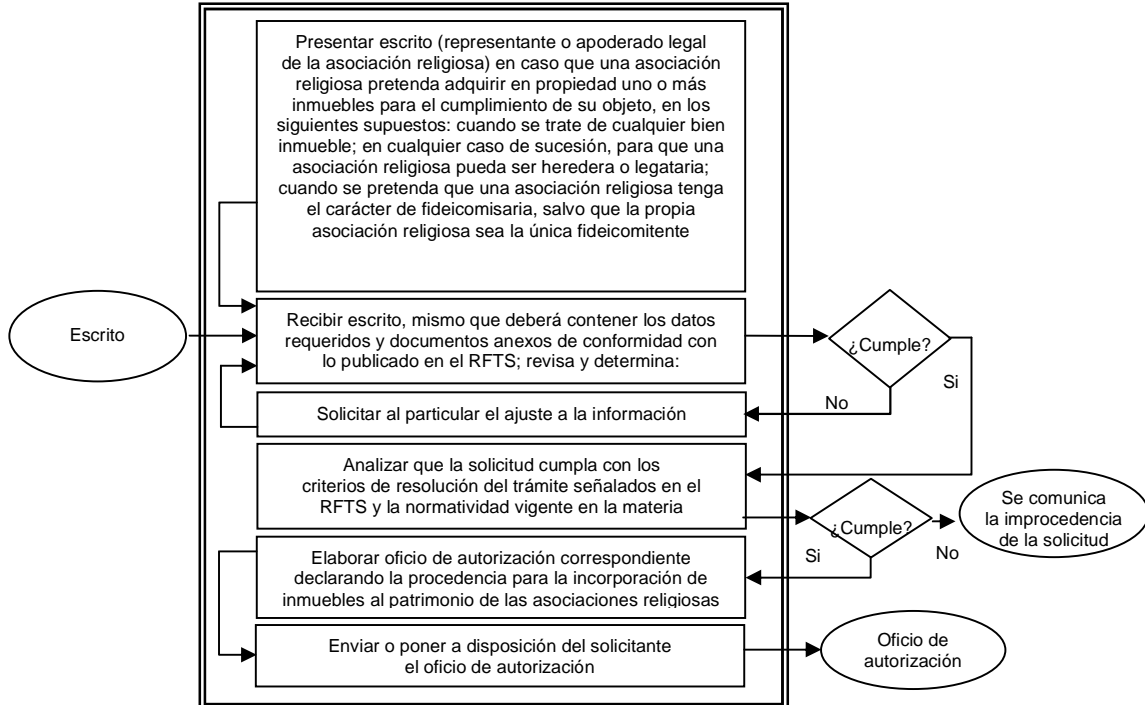 Presentar escrito (representante o apoderado legal
de la asociación religiosa) en caso que una asociación
religiosa pretenda adquirir en propiedad uno o más
inmuebles para el cumplimiento de su objeto, en los
siguientes supuestos: cuando se trate de cualquier bien
inmueble; en cualquier caso de sucesión, para que una
asociación religiosa pueda ser heredera o legataria;
cuando se pretenda que una asociación religiosa tenga
el carácter de fideicomisaria, salvo que la propia
asociación religiosa sea la única fideicomitente
Escrito
Recibir escrito, mismo que deberá contener los datos
requeridos y documentos anexos de conformidad con
lo publicado en el RFTS; revisa y determina:
¿Cumple?
Si
No
Solicitar al particular el ajuste a la información
Analizar que la solicitud cumpla con los
criterios de resolución del trámite señalados en el
RFTS y la normatividad vigente en la materia
¿Cumple?
Si
No
Se comunica
la improcedencia
de la solicitud
Elaborar oficio de autorización correspondiente
declarando la procedencia para la incorporación de
inmuebles al patrimonio de las asociaciones religiosas
Enviar o poner a disposición del solicitante
el oficio de autorización
Oficio de
autorización